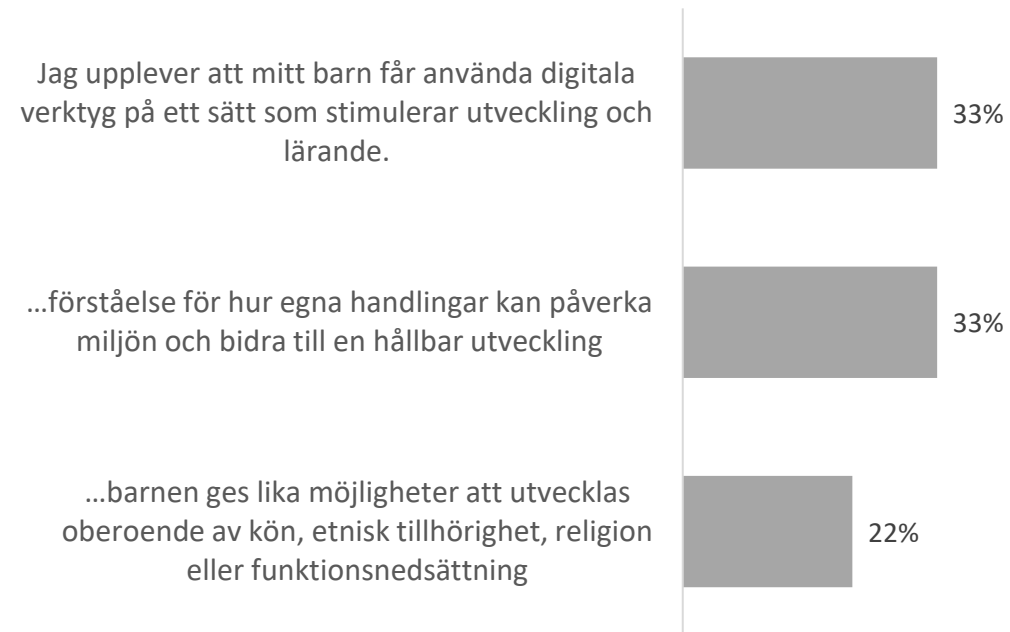 Jag upplever att mitt barn får använda digitala
verktyg på ett sätt som stimulerar utveckling och
lärande.
33%
…förståelse för hur egna handlingar kan påverka
miljön och bidra till en hållbar utveckling
33%
…barnen ges lika möjligheter att utvecklas
oberoende av kön, etnisk tillhörighet, religion
eller funktionsnedsättning
22%